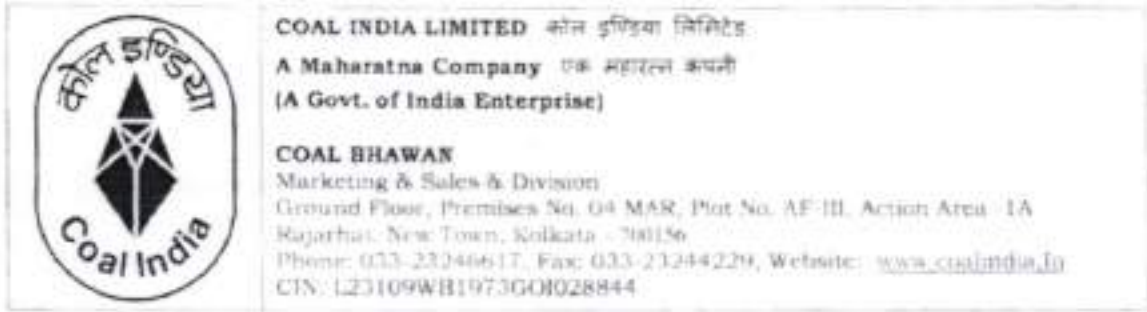 कोल इण्डिया
Coal India
COAL INDIA LIMITED कोल इण्डिया लिमिटेड
A Maharatna Company एक महारत्न कंपनी
(A Govt. of India Enterprise)
COAL BHAWAN
Marketing & Sales & Division
Ground Floor, Premises No. 04 MAR, Plot No. AF-III, Action Area -1A
Rajarhat, New Town, Kolkata - 700156
Phone: 033-23246617, Fax: 033-23244229, Website: www.coalindia.in
CIN: L23109WB1973GOI028844